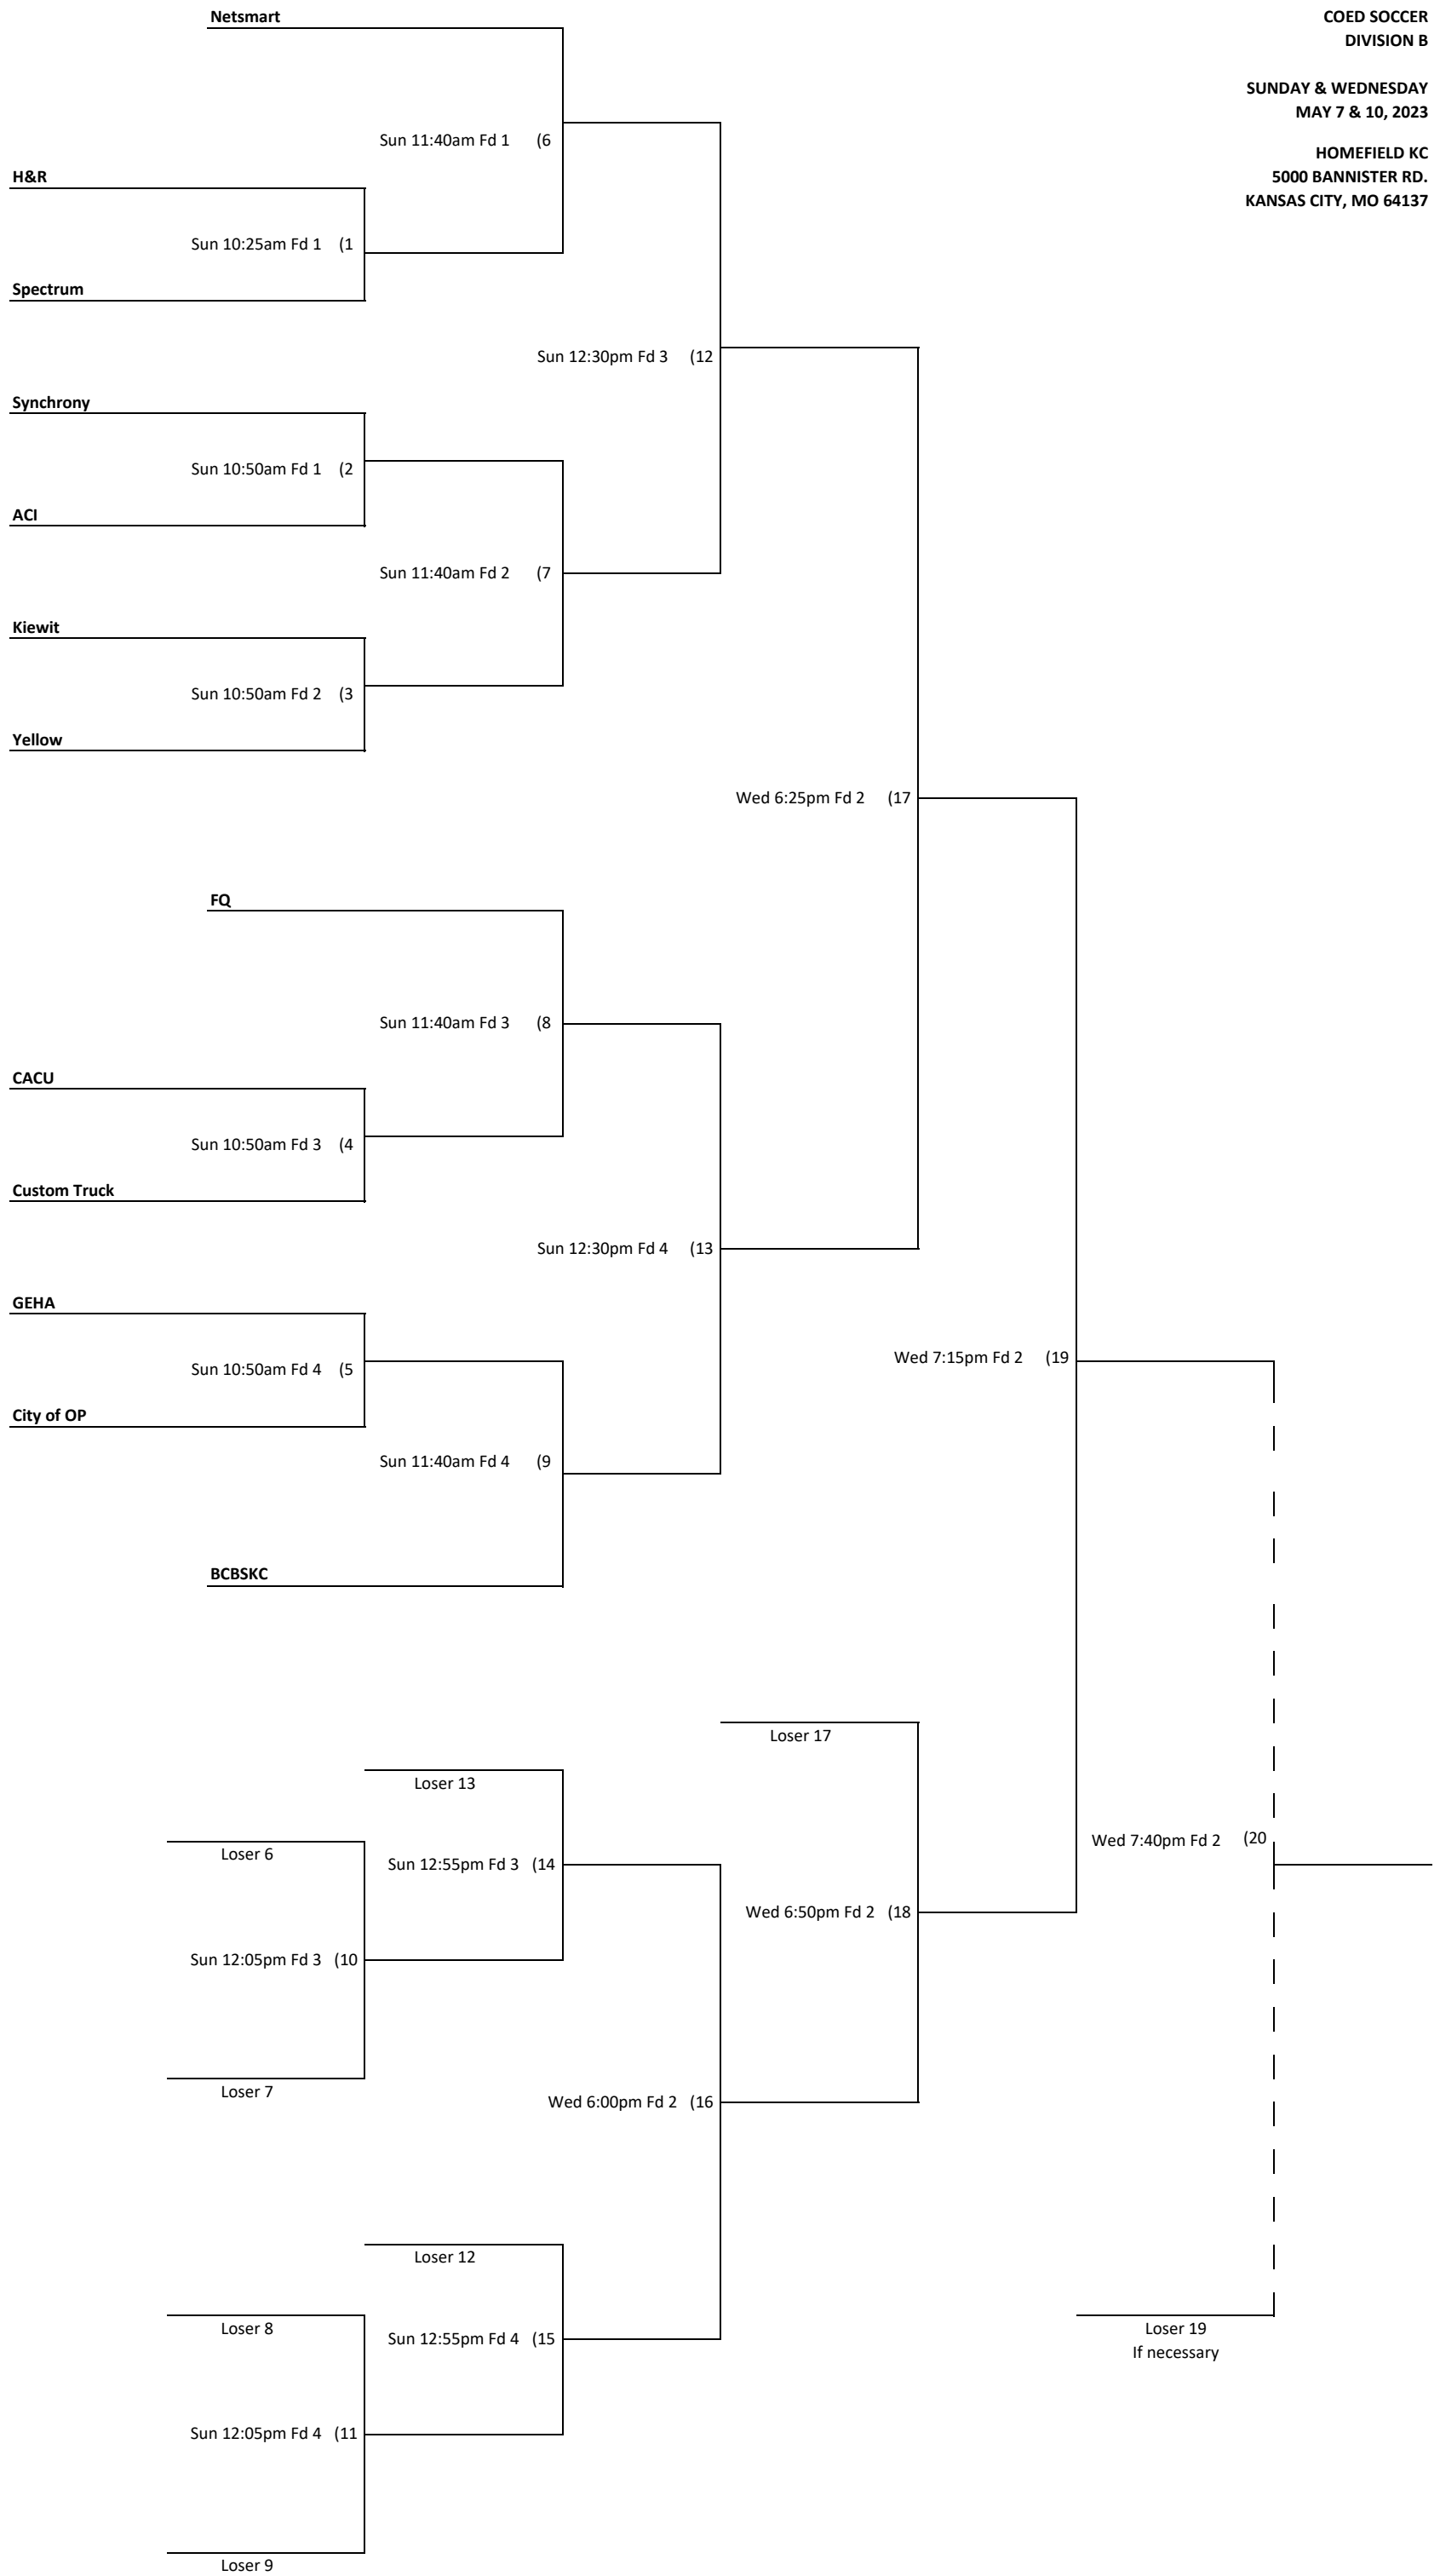 Netsmart
COED SOCCER
DIVISION B
SUNDAY & WEDNESDAY
MAY 7 & 10, 2023
HOMEFIELD KC
5000 BANNISTER RD.
KANSAS CITY, MO 64137
Sun 11:40am Fd 1 (6
H&R
Sun 10:25am Fd 1 (1
Spectrum
Sun 12:30pm Fd 3 (12
Synchrony
Sun 10:50am Fd 1 (2
ACI
Sun 11:40am Fd 2 (7
Kiewit
Sun 10:50am Fd 2 (3
Yellow
Wed 6:25pm Fd 2 (17
FQ
Sun 11:40am Fd 3 (8
CACU
Sun 10:50am Fd 3 (4
Custom Truck
Sun 12:30pm Fd 4 (13
GEHA
Wed 7:15pm Fd 2 (19
Sun 10:50am Fd 4 (5
City of OP
Sun 11:40am Fd 4 (9
BCBSKC
Loser 17
Loser 13
Wed 7:40pm Fd 2 (20
Loser 6
Sun 12:55pm Fd 3 (14
Wed 6:50pm Fd 2 (18
Sun 12:05pm Fd 3 (10
Loser 7
Wed 6:00pm Fd 2 (16
Loser 12
Loser 8
Loser 19
Sun 12:55pm Fd 4 (15
If necessary
Sun 12:05pm Fd 4 (11
Loser 9